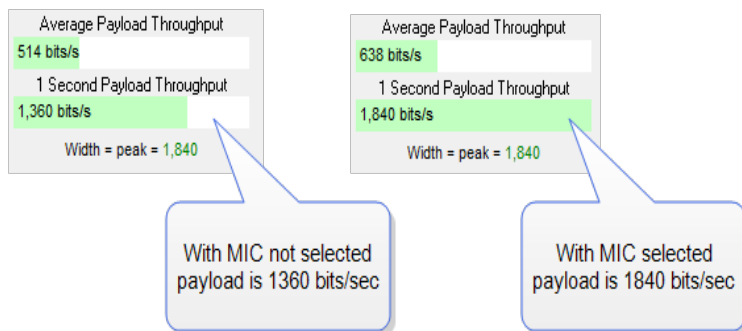 Average Payload Throughput
514 bits/s
1 Second Payload Throughput
1,360 bits/s
Width = peak = 1,840
With MIC not selected
payload is 1360 bits/sec
Average Payload Throughput
638 bits/s
1 Second Payload Throughput
1,840 bits/s
Width = peak = 1,840
With MIC selected
payload is 1840 bits/sec